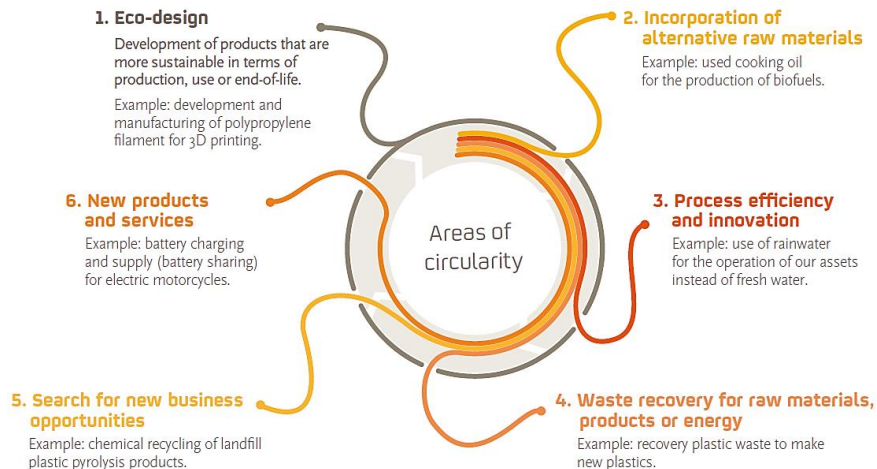 1. Eco-design
Development of products that are
more sustainable in terms of
production, use or end-of-life.
Example: development and
manufacturing of polypropylene
filament for 3D printing.
2. Incorporation of
alternative raw materials
Example: used cooking oil
for the production of biofuels.
6. New products
and services
Example: battery charging
and supply (battery sharing)
for electric motorcycles.
Areas of
circularity
3. Process efficiency
and innovation
Example: use of rainwater
for the operation of our assets
instead of fresh water.
5. Search for new business
opportunities
Example: chemical recycling of landfill
plastic pyrolysis products.
4. Waste recovery for raw materials,
products or energy
Example: recovery plastic waste to make
new plastics.